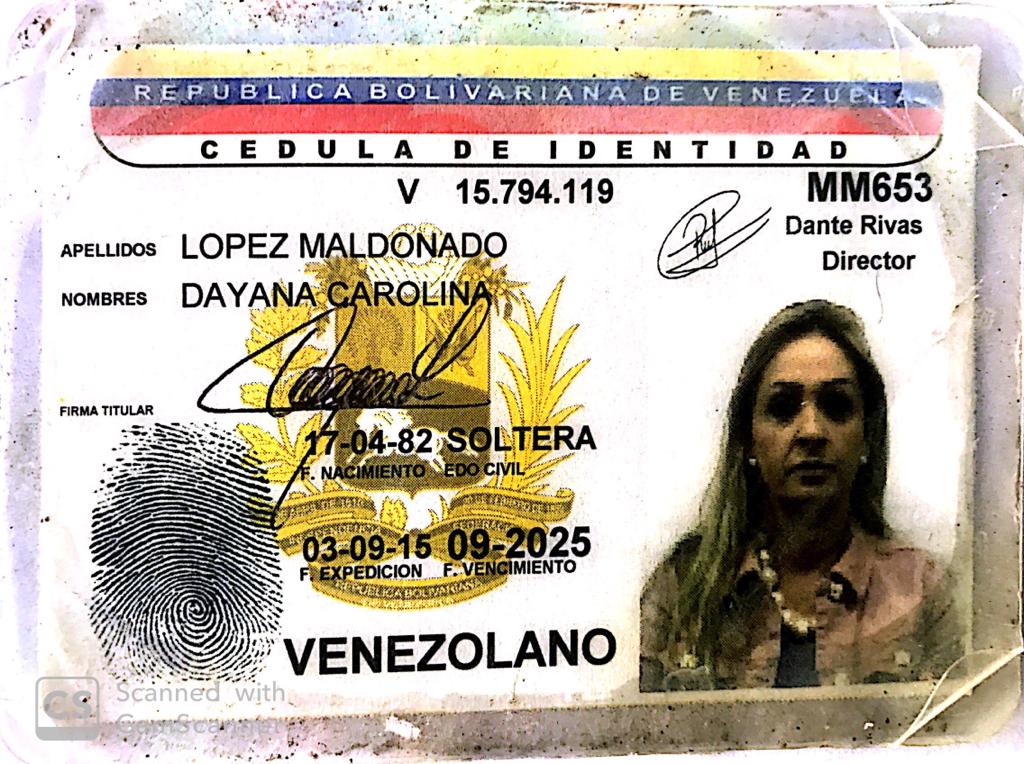 REPUBLICA BOLIVARIANA DE VENEZUELA
CEDULA DE IDENTIDAD
V 15.794.119
MM653
Dante Rivas
Director
APELLIDOS LOPEZ MALDONADO
NOMBRES DAYANA CAROLINA
FIRMA TITULAR
17-04-82 SOLTERA
F. NACIMIENTO EDO CIVIL
03-09-15 09-2025
F. EXPEDICION F. VENCIMIENTO
REPUBLICA BOLIVARIANA
VENEZOLANO
CS Scanned with
CamScanner